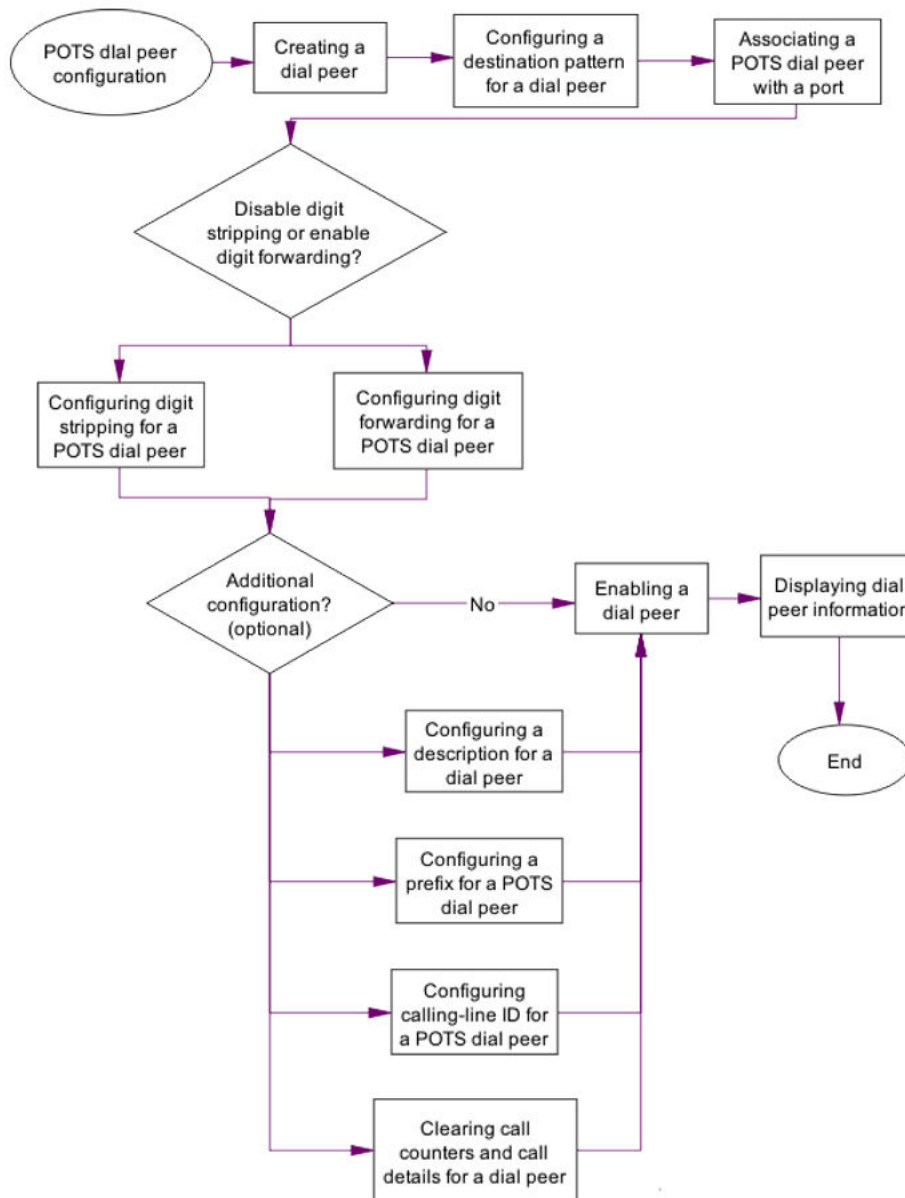 POTS dIal peer
configuration
Creating a
dial peer
Configuring a
destination pattern
for a dial peer
Associating a
POTS dial peer
with a port
Disable digit
stripping or enable
digit forwarding?
Configuring digit
stripping for a
POTS dial peer
Configuring digit
forwarding for a
POTS dial peer
Additional
configuration?
(optional)
No
Enabling a
dial peer
Displaying dial
peer information
End
Configuring a
description for a
dial peer
Configuring a
prefix for a POTS
dial peer
Configuring
calling-line ID for
a POTS dial peer
Clearing call
counters and call
details for a dial peer